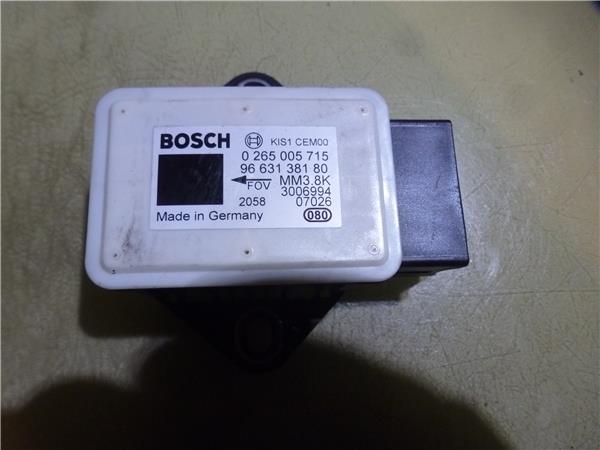 BOSCH KIS1 CEM00
0 265 005 715
96 631 381 80
FOV MM3.8K
3006994
2058 07026
Made in Germany 080